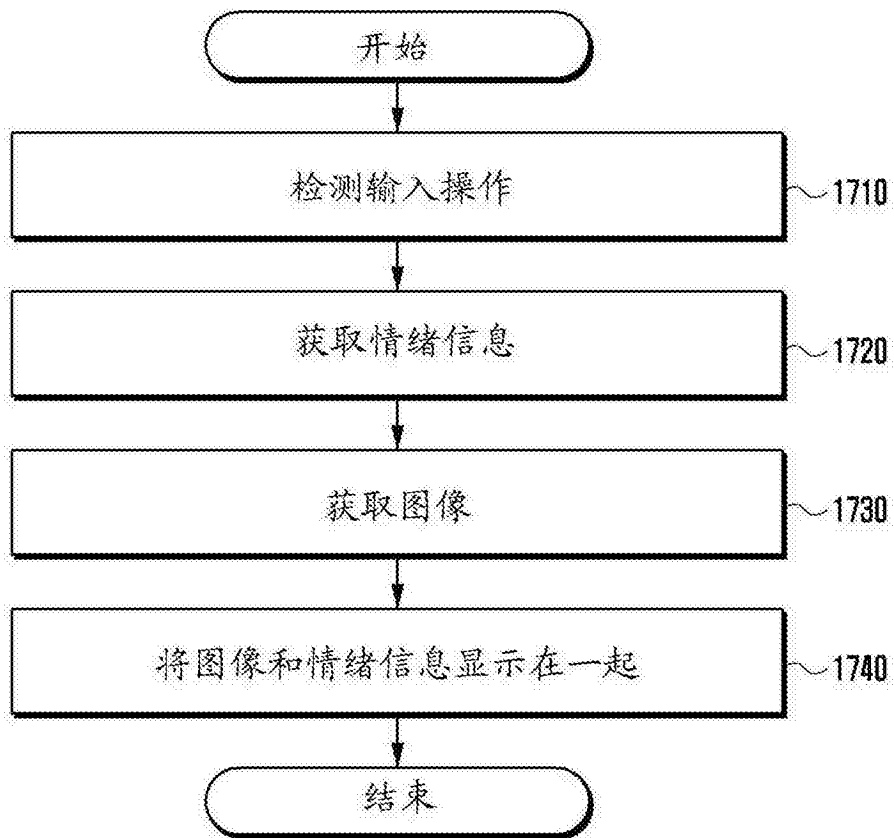 开始
检测输入操作
1710
获取情绪信息
1720
获取图像
1730
将图像和情绪信息显示在一起
1740
结束